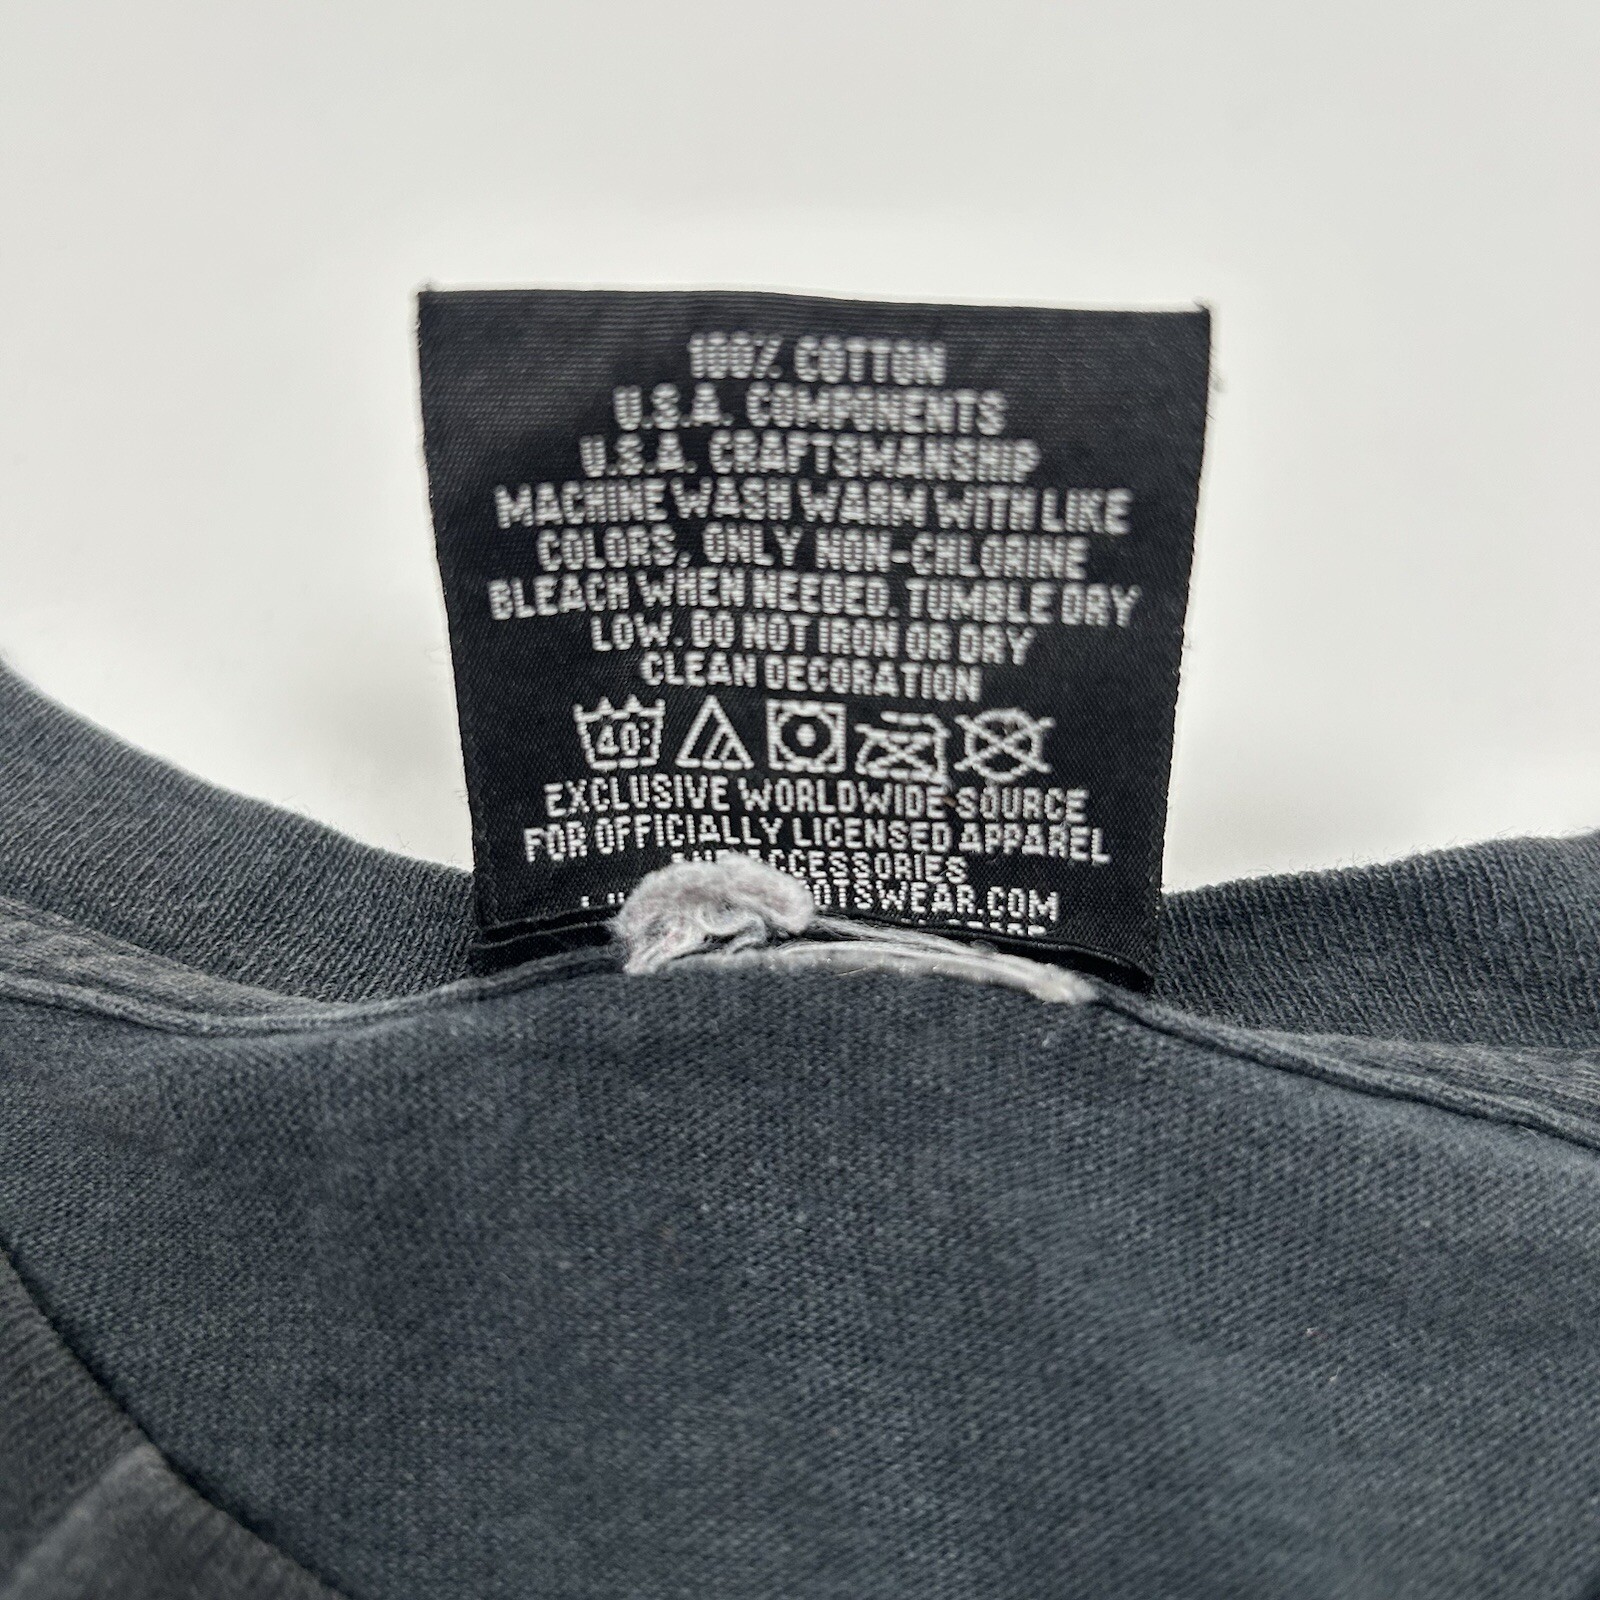 100% COTTON
U.S.A. COMPONENTS
U.S.A. CRAFTSMANSHIP
MACHINE WASH WARM WITH LIKE
COLORS, ONLY NON-CHLORINE
BLEACH WHEN NEEDED. TUMBLE DRY
LOW. DO NOT IRON OR DRY
CLEAN DECORATION
40
EXCLUSIVE WORLDWIDE SOURCE
FOR OFFICIALLY LICENSED APPAREL
ACCESSORIES
OTSWEAR.COM